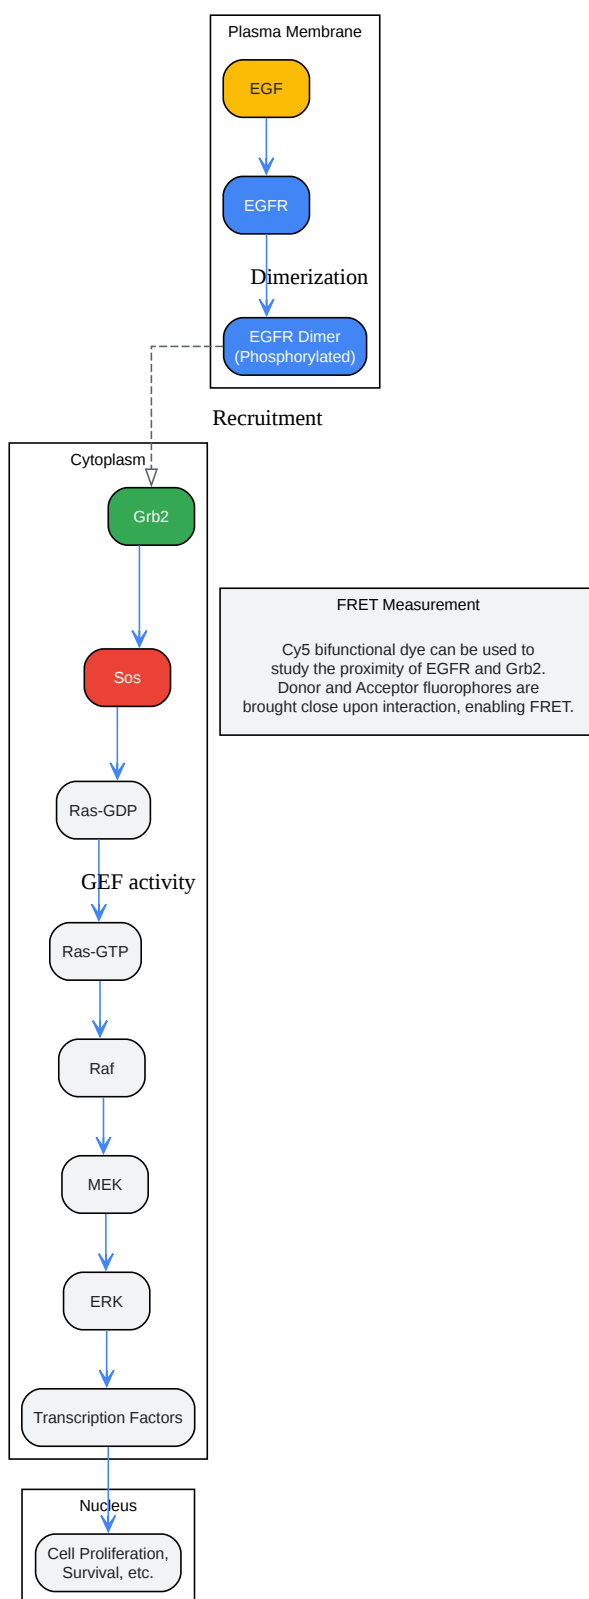 Plasma Membrane
EGF
EGFR
Dimerization
EGFR Dimer
(Phosphorylated)
Recruitment
Cytoplasm
Grb2
FRET Measurement
Cy5 bifunctional dye can be used to
study the proximity of EGFR and Grb2.
Donor and Acceptor fluorophores are
brought close upon interaction, enabling FRET.
Sos
Ras-GDP
GEF activity
Ras-GTP
Raf
MEK
ERK
Transcription Factors
Nucleus
Cell Proliferation,
Survival, etc.